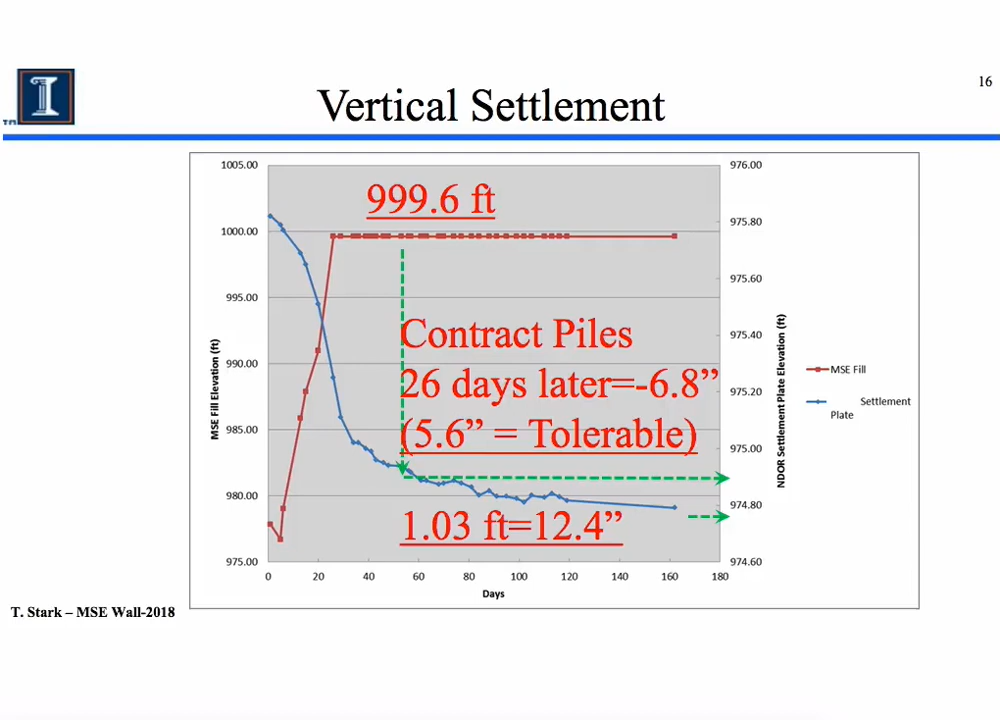 16
TM
Vertical Settlement
1005.00
1000.00
995.00
990.00
985.00
980.00
975.00
MSE Fill Elevation (ft)
976.00
975.80
975.60
975.40
975.20
975.00
974.80
974.60
NDOR Settlement Plate Elevation (ft)
0 20 40 60 80 100 120 140 160 180
Days
999.6 ft
Contract Piles
26 days later=-6.8”
(5.6” = Tolerable)
1.03 ft=12.4”
MSE Fill
Settlement
Plate
T. Stark – MSE Wall-2018